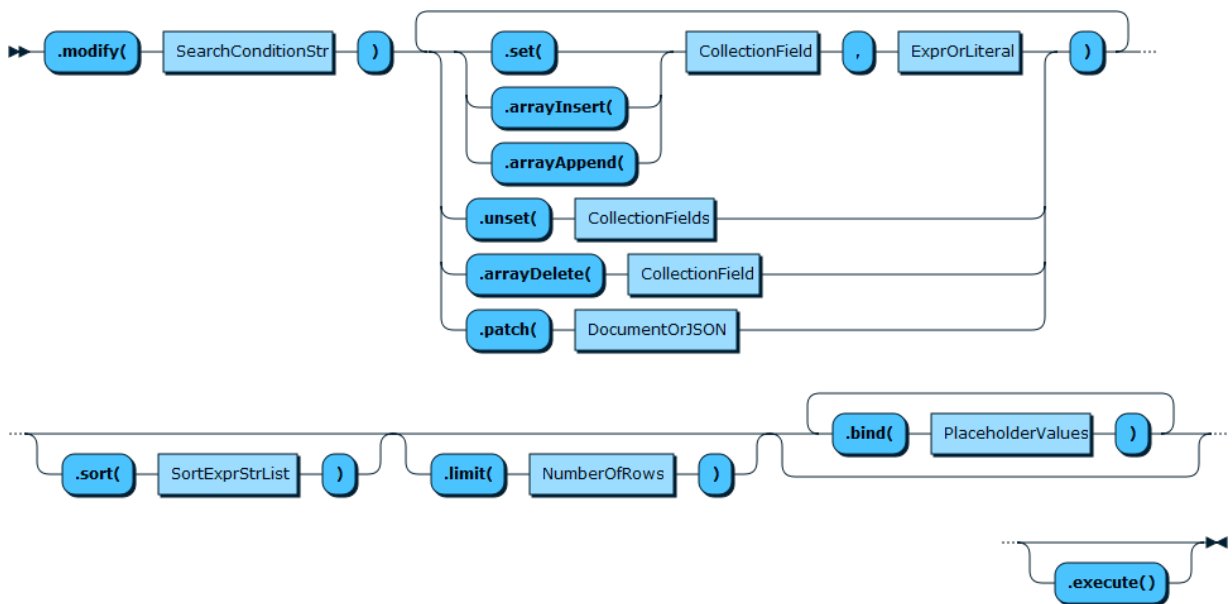 .modify( SearchConditionStr ) .set( CollectionField , ExprOrLiteral )
.arrayInsert(
.arrayAppend(
.unset( CollectionFields
.arrayDelete( CollectionField
.patch( DocumentOrJSON
.bind( PlaceholderValues )
.sort( SortExprStrList ) .limit( NumberOfRows )
.execute()